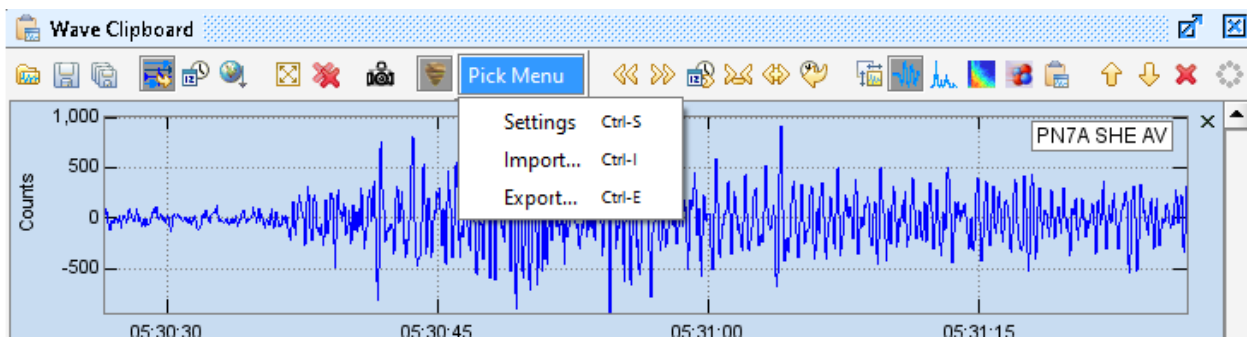 Wave Clipboard
Pick Menu
Settings Ctrl-S
Import... Ctrl-I
Export... Ctrl-E
PN7A SHE AV
Counts
1,000
500
0
-500
05:30:30 05:30:45 05:31:00 05:31:15